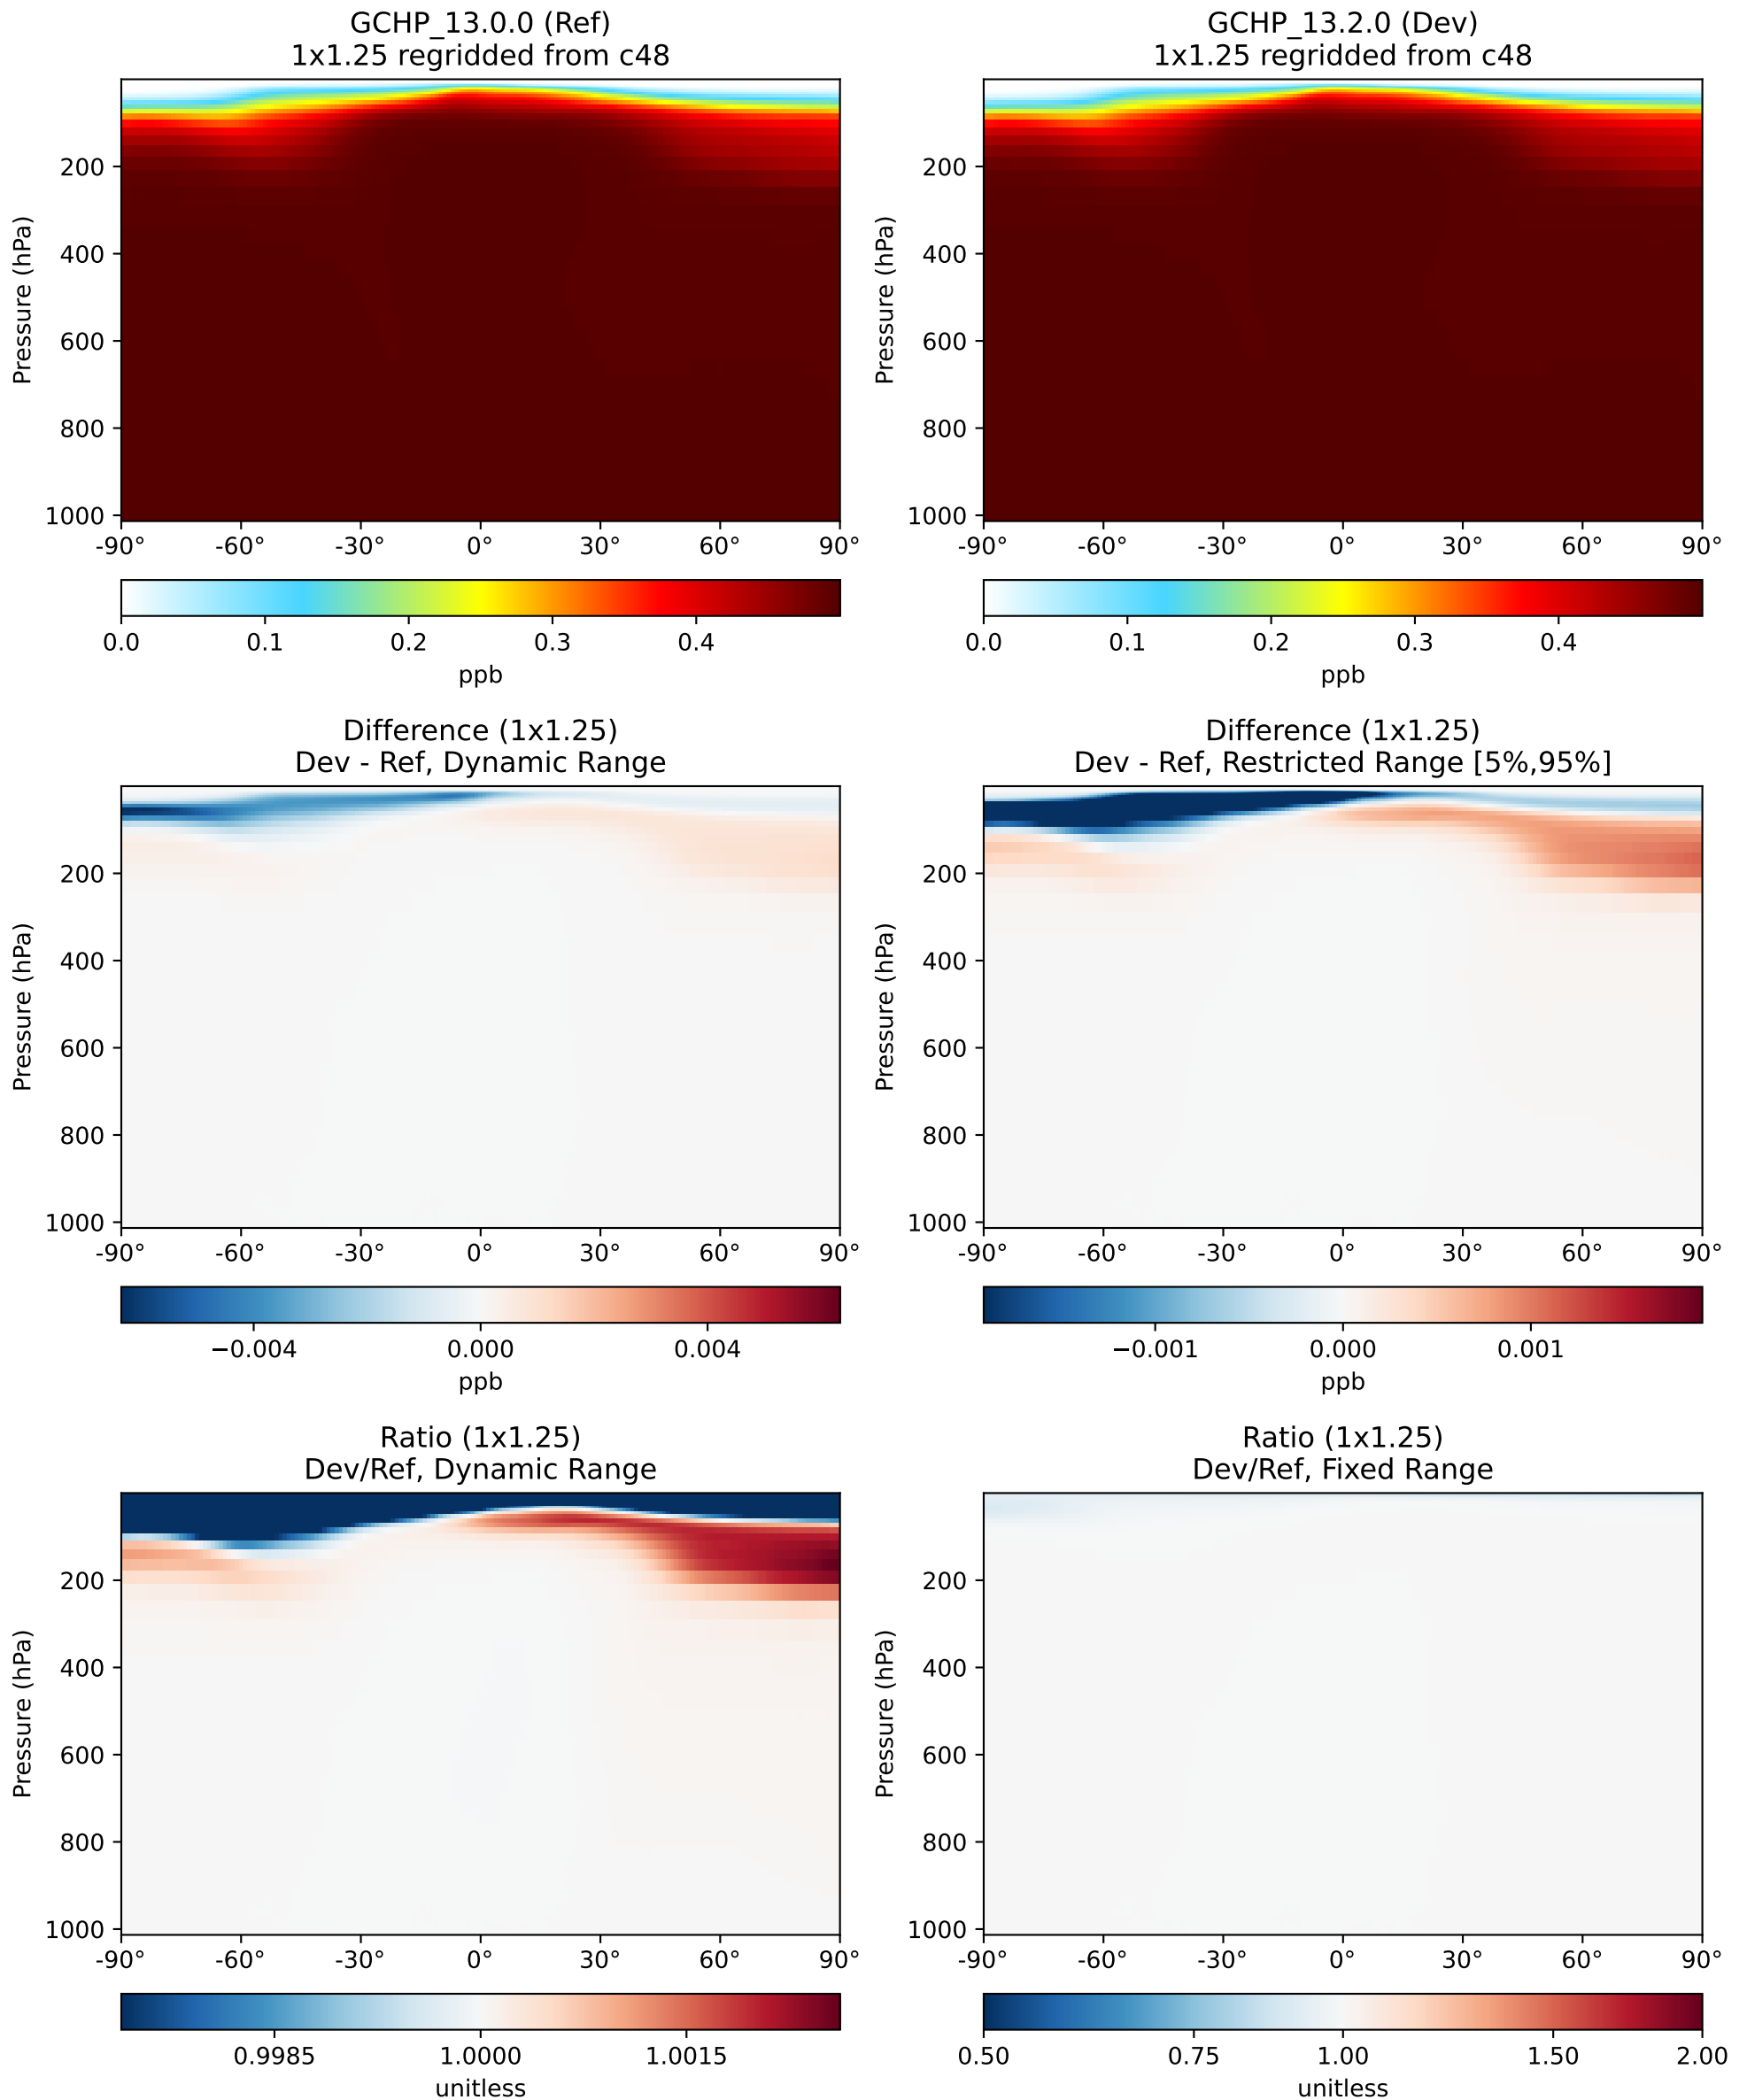 GCHP_13.0.0 (Ref)
1x1.25 regridded from c48
Pressure (hPa)
200
400
600
800
1000
-90° -60° -30° 0° 30° 60° 90°
0.0 0.1 0.2 0.3 0.4
ppb
GCHP_13.2.0 (Dev)
1x1.25 regridded from c48
Pressure (hPa)
200
400
600
800
1000
-90° -60° -30° 0° 30° 60° 90°
0.0 0.1 0.2 0.3 0.4
ppb
Difference (1x1.25)
Dev - Ref, Dynamic Range
Pressure (hPa)
200
400
600
800
1000
-90° -60° -30° 0° 30° 60° 90°
−0.004 0.000 0.004
ppb
Difference (1x1.25)
Dev - Ref, Restricted Range [5%,95%]
Pressure (hPa)
200
400
600
800
1000
-90° -60° -30° 0° 30° 60° 90°
−0.001 0.000 0.001
ppb
Ratio (1x1.25)
Dev/Ref, Dynamic Range
Pressure (hPa)
200
400
600
800
1000
-90° -60° -30° 0° 30° 60° 90°
0.9985 1.0000 1.0015
unitless
Ratio (1x1.25)
Dev/Ref, Fixed Range
Pressure (hPa)
200
400
600
800
1000
-90° -60° -30° 0° 30° 60° 90°
0.50 0.75 1.00 1.50 2.00
unitless